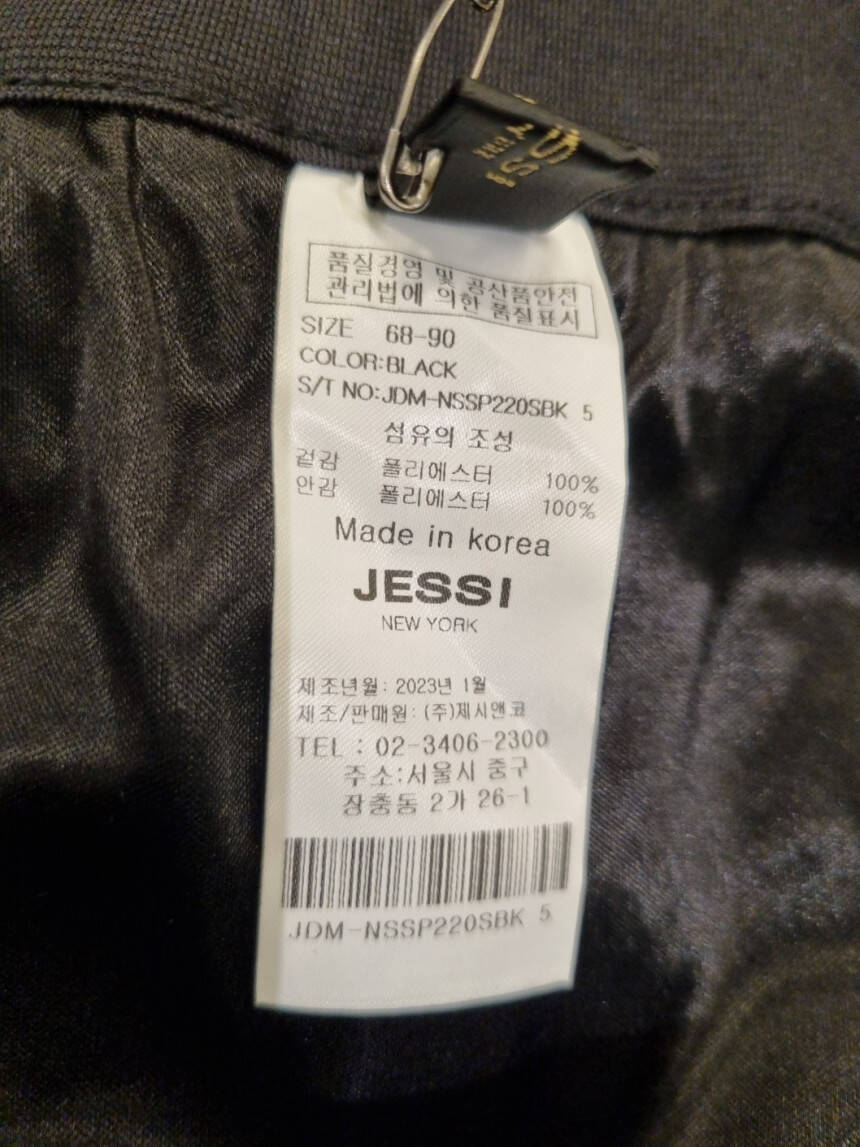 품질경영 및 공산품안전
관리법에 의한 품질표시
SIZE 68-90
COLOR:BLACK
S/T NO:JDM-NSSP220SBK 5
섬유의 조성
겉감 폴리에스터 100%
안감 폴리에스터 100%
Made in korea
JESSI
NEW YORK
제조년월: 2023년 1월
제조/판매원: (주)제시앤코
TEL : 02-3406-2300
주소:서울시 중구
장충동 2가 26-1
JDM-NSSP220SBK 5